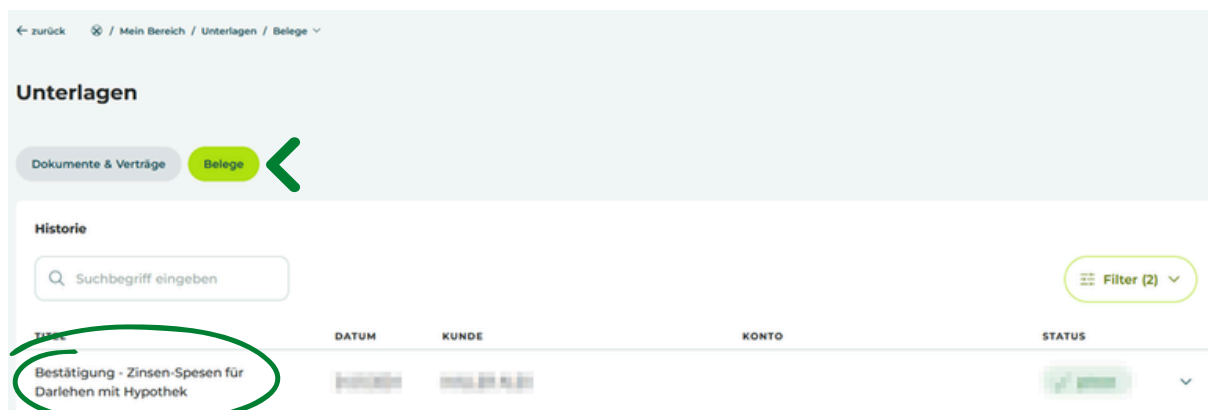 ← zurück / Mein Bereich / Unterlagen / Belege
Unterlagen
Dokumente & Verträge Belege
Historie
Suchbegriff eingeben Filter (2)
TITEL DATUM KUNDE KONTO STATUS
Bestätigung - Zinsen-Spesen für
Darlehen mit Hypothek